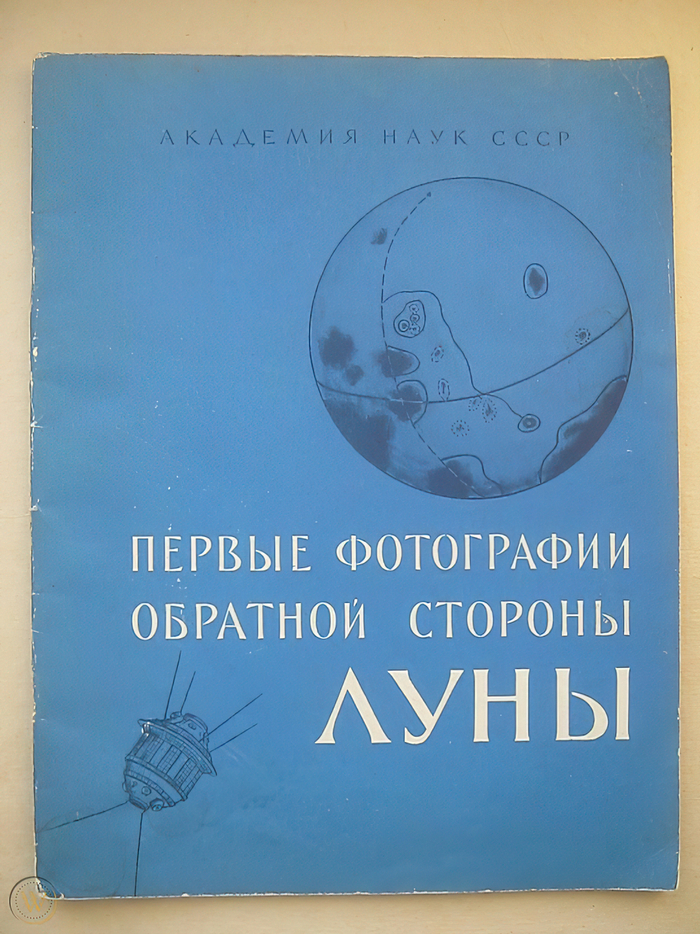 АКАДЕМИЯ НАУК СССР
ПЕРВЫЕ ФОТОГРАФИИ
ОБРАТНОЙ СТОРОНЫ
ЛУНЫ